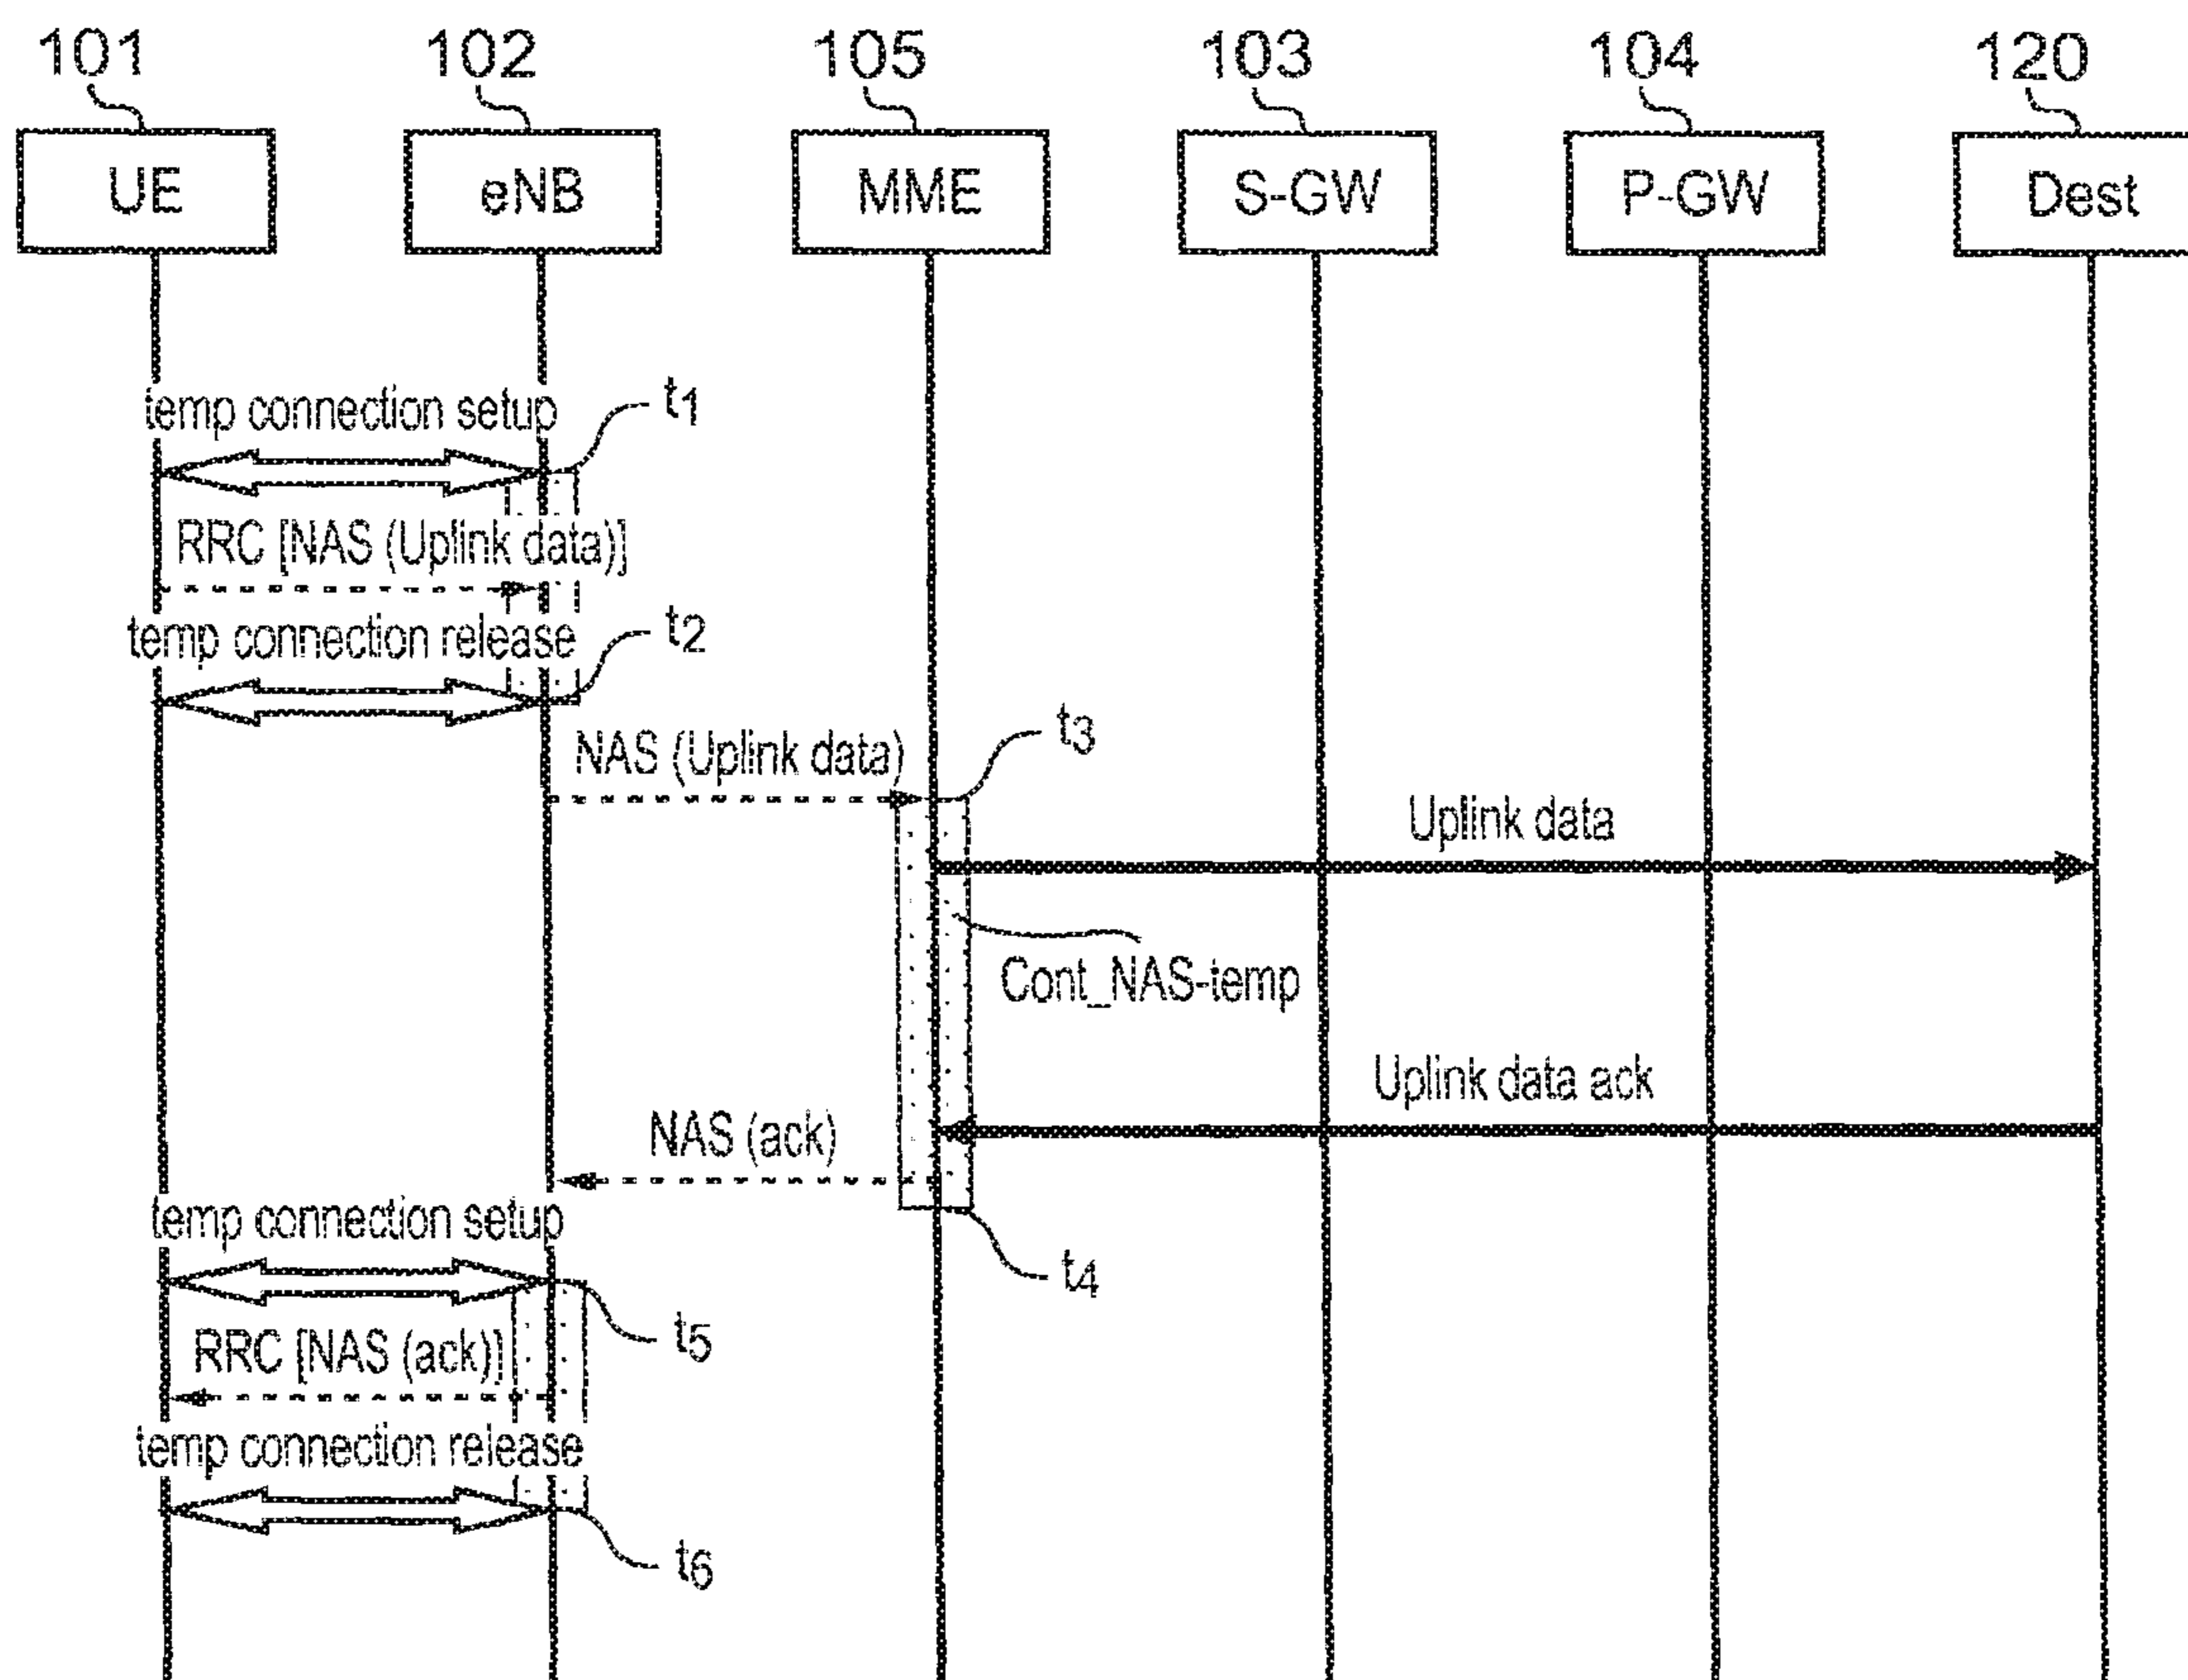 101 102 105 103 104 120
UE eNB MME S-GW P-GW Dest
temp connection setup t1
RRC [NAS (Uplink data)]
temp connection release t2
NAS (Uplink data) t3
Uplink data
Cont_NAS-temp
Uplink data ack
NAS (ack)
temp connection setup
t4
t5
RRC [NAS (ack)]
temp connection release
t6